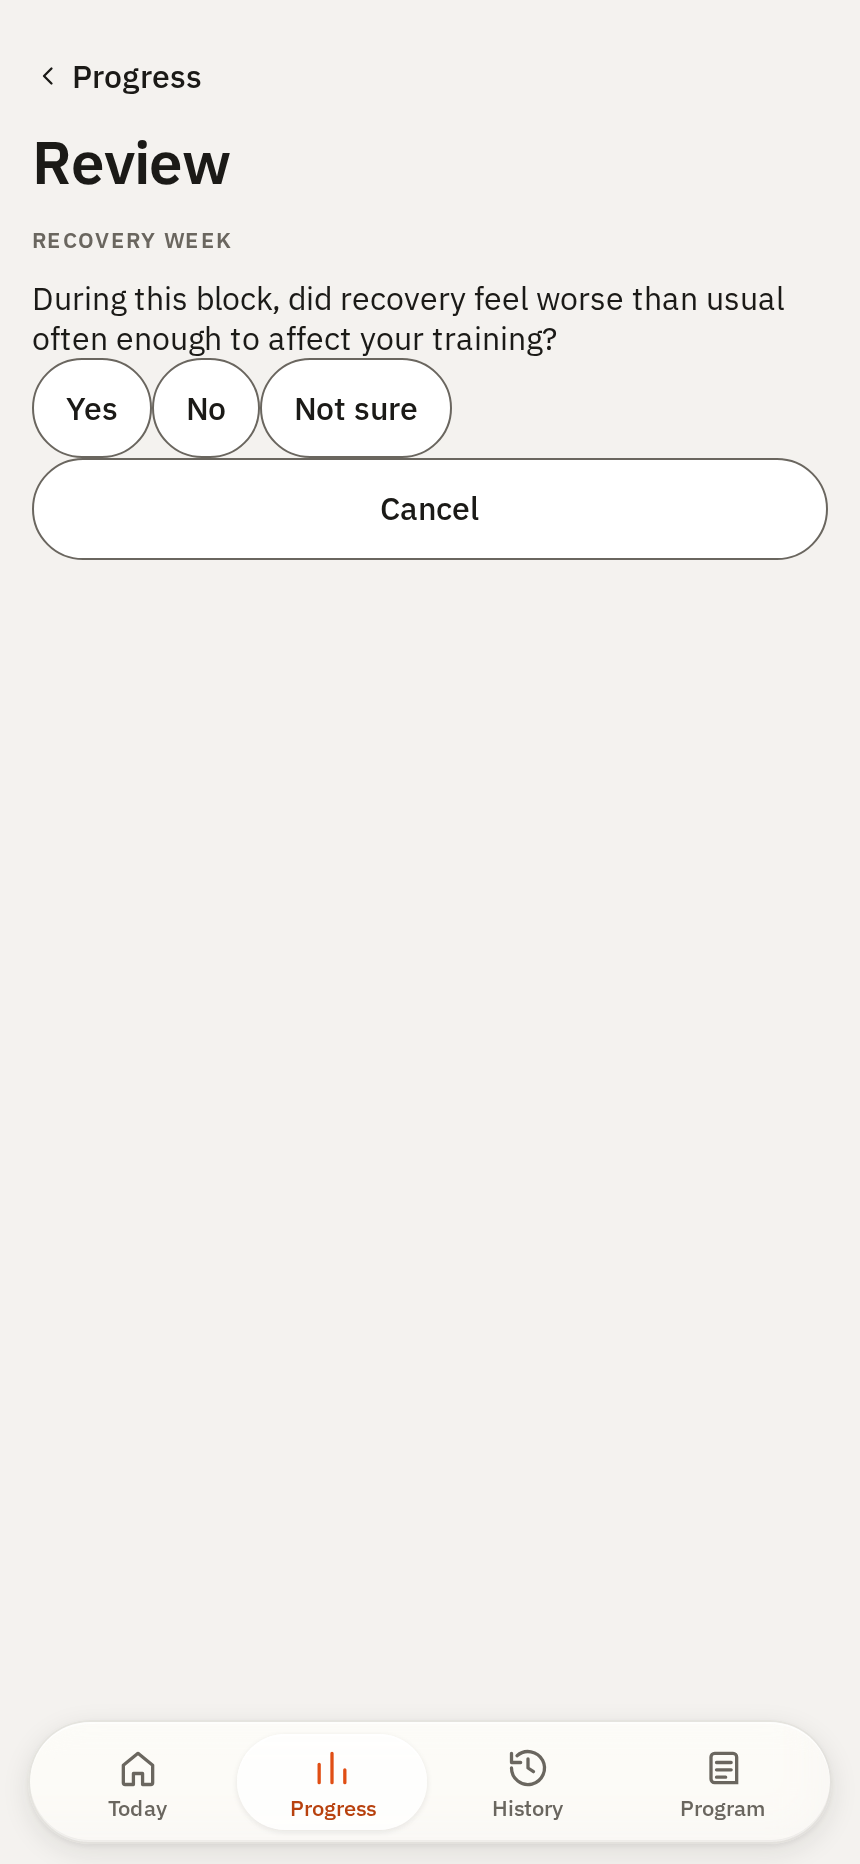 Progress
Review
RECOVERY WEEK
During this block, did recovery feel worse than usual
often enough to affect your training?
Yes No Not sure
Cancel
Today Progress History Program